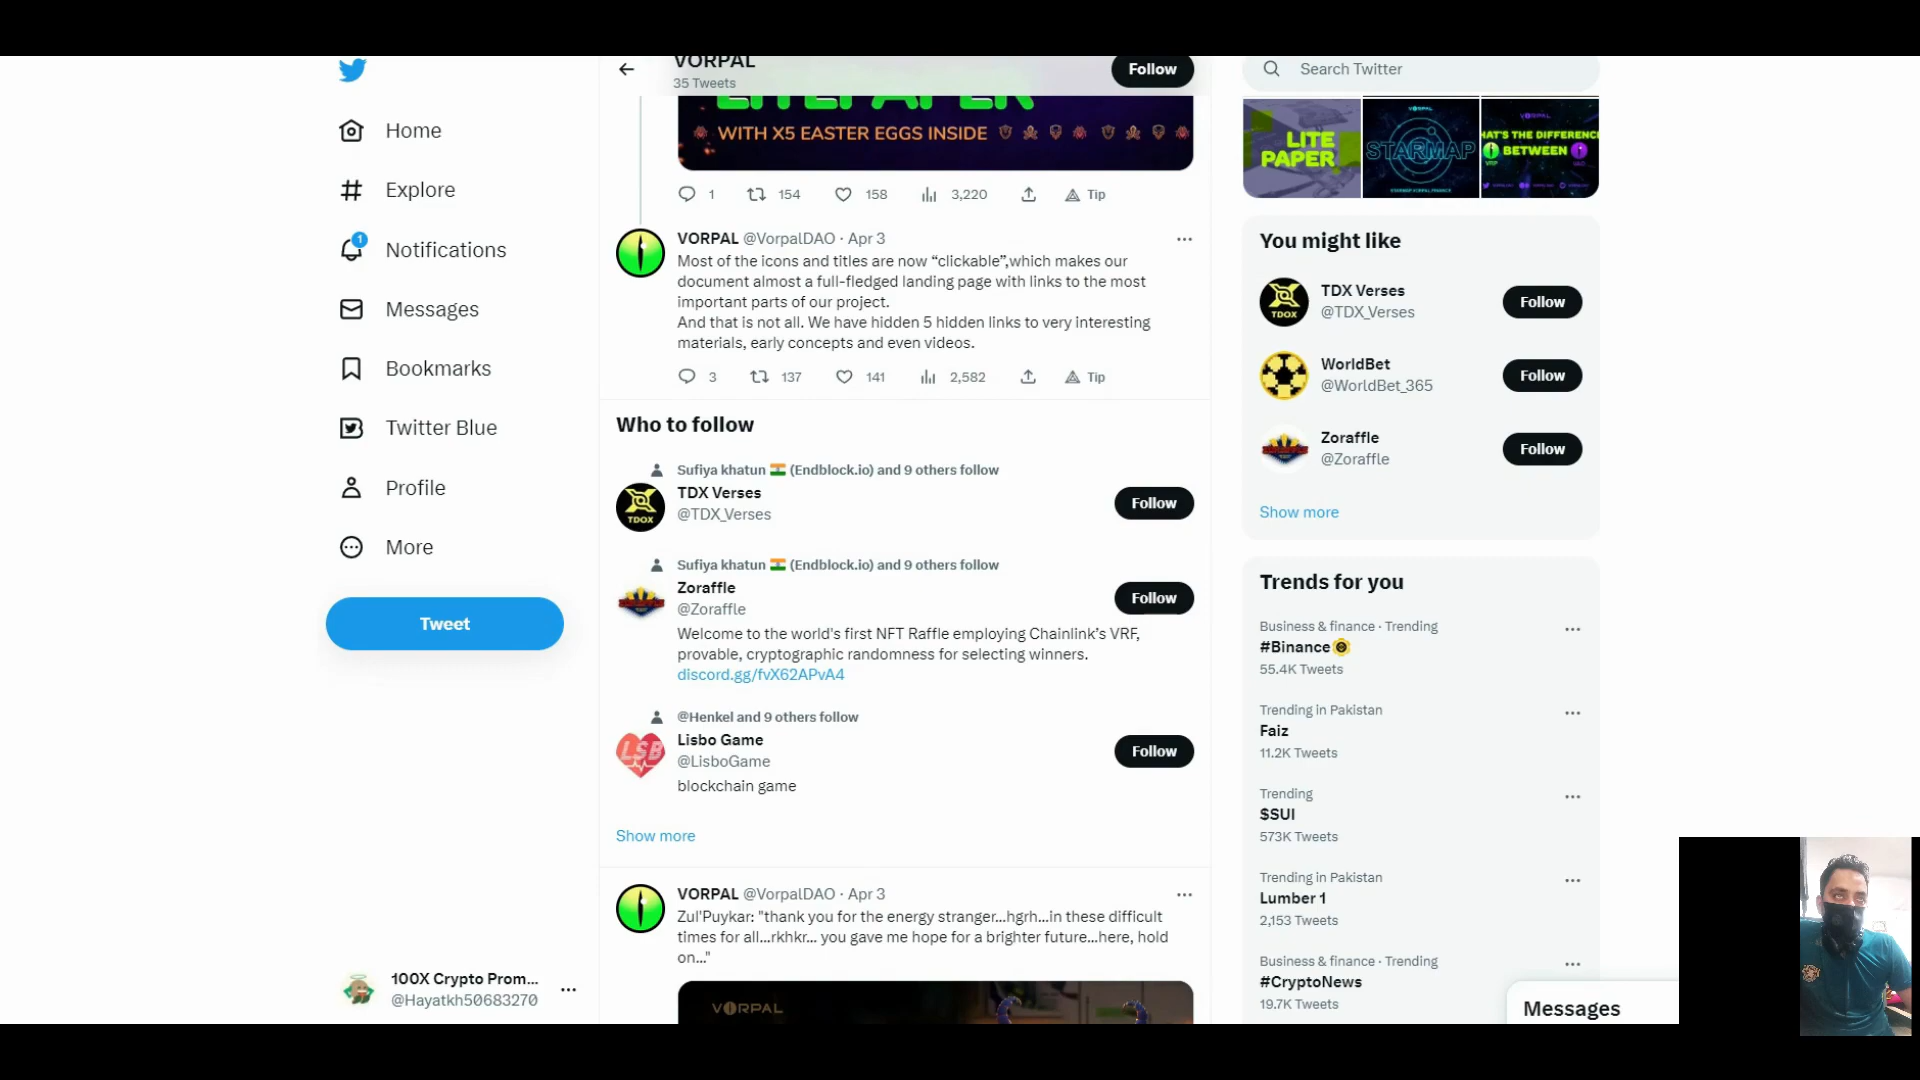 Home
Explore
1
Notifications
Messages
Bookmarks
Twitter Blue
Profile
More
Tweet
100X Crypto Prom...
@Hayatkh50683270
VORPAL
35 Tweets
Follow
LITEPAPER
WITH X5 EASTER EGGS INSIDE
1 154 158 3,220 Tip
VORPAL @VorpalDAO · Apr 3
Most of the icons and titles are now “clickable”,which makes our
document almost a full-fledged landing page with links to the most
important parts of our project.
And that is not all. We have hidden 5 hidden links to very interesting
materials, early concepts and even videos.
3 137 141 2,582 Tip
Who to follow
Sufiya khatun (Endblock.io) and 9 others follow
TDX Verses
@TDX_Verses
TDOX
Follow
Sufiya khatun (Endblock.io) and 9 others follow
Zoraffle
@Zoraffle
Follow
Welcome to the world's first NFT Raffle employing Chainlink’s VRF,
provable, cryptographic randomness for selecting winners.
discord.gg/fvX62APvA4
@Henkel and 9 others follow
Lisbo Game
@LisboGame
LSB
Follow
blockchain game
Show more
VORPAL @VorpalDAO · Apr 3
Zul'Puykar: "thank you for the energy stranger...hgrh...in these difficult
times for all...rkhkr... you gave me hope for a brighter future...here, hold
on..."
VORPAL
Search Twitter
LITE
PAPER
VORPAL
STARMAP
VORPAL
HAT'S THE DIFFERENC
BETWEEN
You might like
TDX Verses
@TDX_Verses
TDOX
Follow
WorldBet
@WorldBet_365
Follow
Zoraffle
@Zoraffle
Follow
Show more
Trends for you
Business & finance · Trending
#Binance
55.4K Tweets
Trending in Pakistan
Faiz
11.2K Tweets
Trending
$SUI
573K Tweets
Trending in Pakistan
Lumber 1
2,153 Tweets
Business & finance · Trending
#CryptoNews
19.7K Tweets
Messages